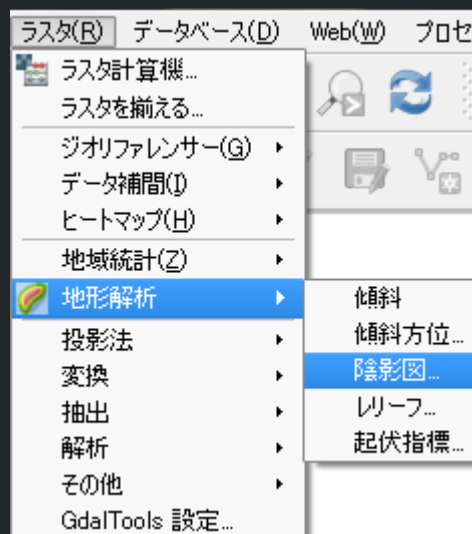 ラスタ(R) データベース(D) Web(W) プロセ
ラスタ計算機...
ラスタを揃える...
ジオリファレンサー(G)
データ補間(I)
ヒートマップ(H)
地域統計(Z)
地形解析
投影法
変換
抽出
解析
その他
GdalTools 設定...
傾斜
傾斜方位...
陰影図...
レリーフ...
起伏指標...